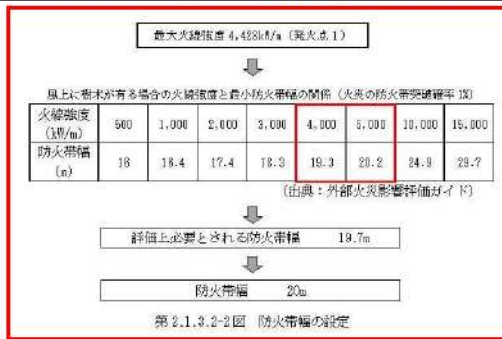 最大火線強度 4,428kW/m（発火点1）
風上に樹木が有る場合の火線強度と最小防火帯幅の関係（火炎の防火帯突破確率 1%）
火線強度 (kW/m) 500 1,000 2,000 3,000 4,000 5,000 10,000 15,000
防火帯幅 (m) 16 16.4 17.4 18.3 19.3 20.2 24.9 29.7
（出典：外部火災影響評価ガイド）
評価上必要とされる防火帯幅 19.7m
防火帯幅 20m
第 2.1.3.2-2図 防火帯幅の設定